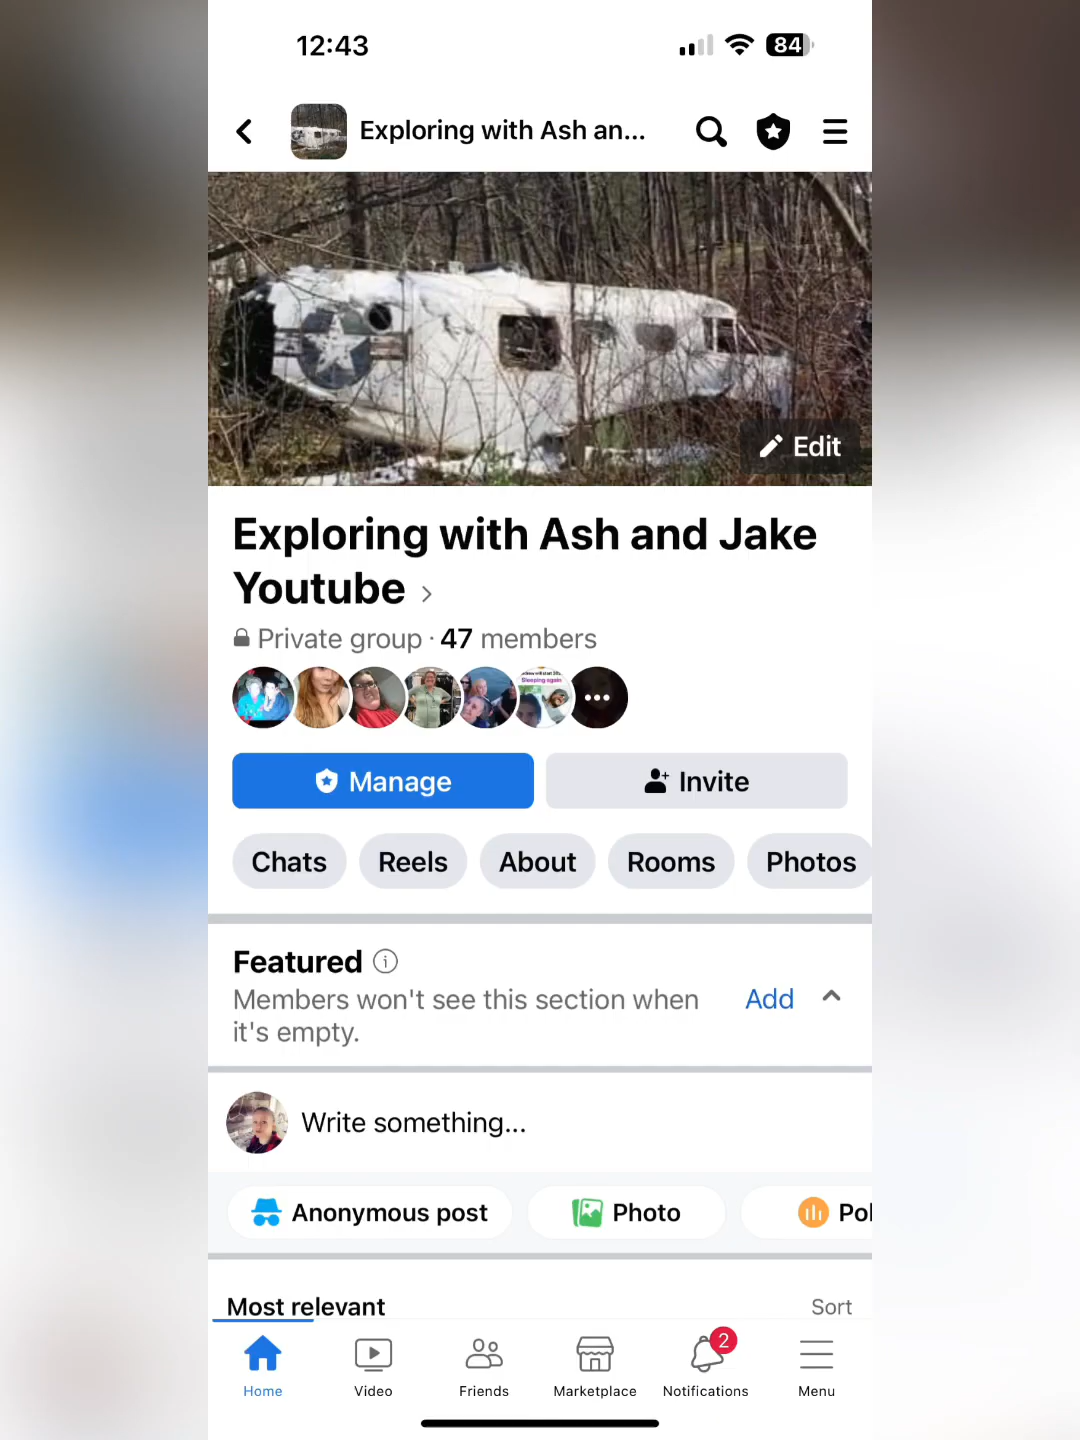 12:43
84
Exploring with Ash an...
Edit
Exploring with Ash and Jake
Youtube
Private group · 47 members
Sleeping again
Manage
Invite
Chats
Reels
About
Rooms
Photos
Featured
Members won't see this section when
it's empty.
Add
Write something...
Anonymous post
Photo
Pol
Most relevant
Sort
2
Home
Video
Friends
Marketplace
Notifications
Menu